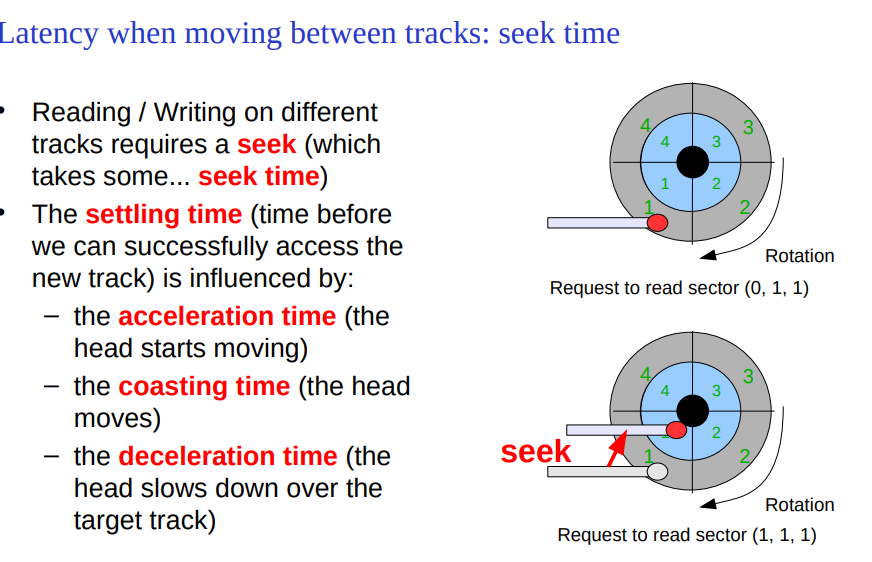 Latency when moving between tracks: seek time
• Reading / Writing on different
tracks requires a seek (which
takes some... seek time)
• The settling time (time before
we can successfully access the
new track) is influenced by:
– the acceleration time (the
head starts moving)
– the coasting time (the head
moves)
– the deceleration time (the
head slows down over the
target track)
4 3
4 3
1 2
1 2
Rotation
Request to read sector (0, 1, 1)
4 3
4 3
1 2
seek 1 2
Rotation
Request to read sector (1, 1, 1)